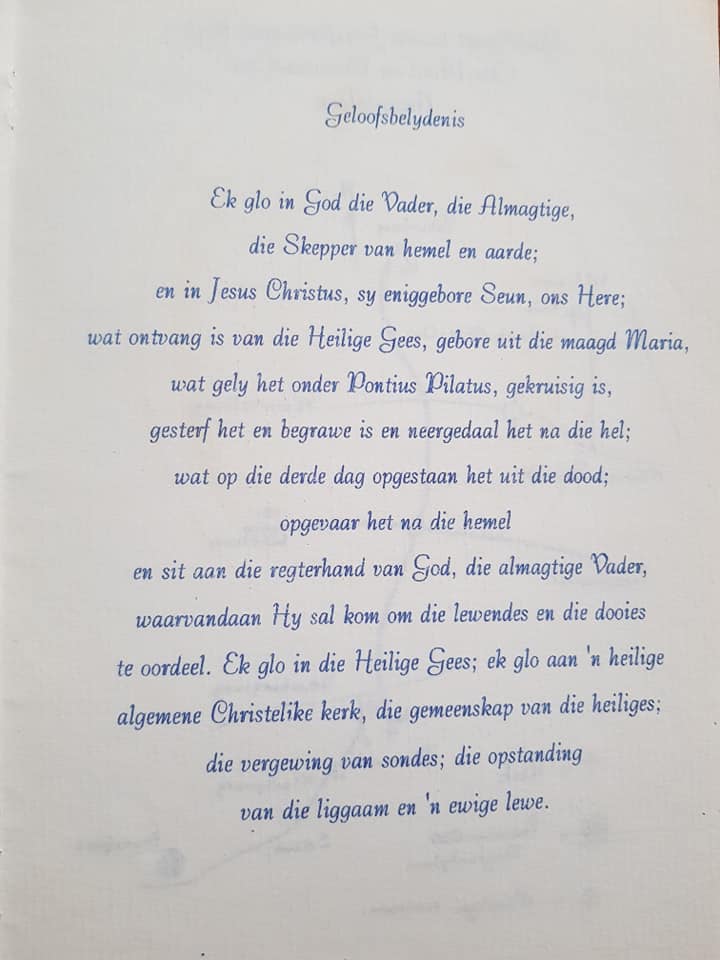 Geloofsbelydenis
Ek glo in God die Vader, die Almagtige,
die Skepper van hemel en aarde;
en in Jesus Christus, sy eniggebore Seun, ons Here;
wat ontvang is van die Heilige Gees, gebore uit die maagd Maria,
wat gely het onder Pontius Pilatus, gekruisig is,
gesterf het en begrawe is en neergedaal het na die hel;
wat op die derde dag opgestaan het uit die dood;
opgevaar het na die hemel
en sit aan die regterhand van God, die almagtige Vader,
waarvandaan Hy sal kom om die lewendes en die dooies
te oordeel. Ek glo in die Heilige Gees; ek glo aan 'n heilige
algemene Christelike kerk, die gemeenskap van die heiliges;
die vergewing van sondes; die opstanding
van die liggaam en 'n ewige lewe.